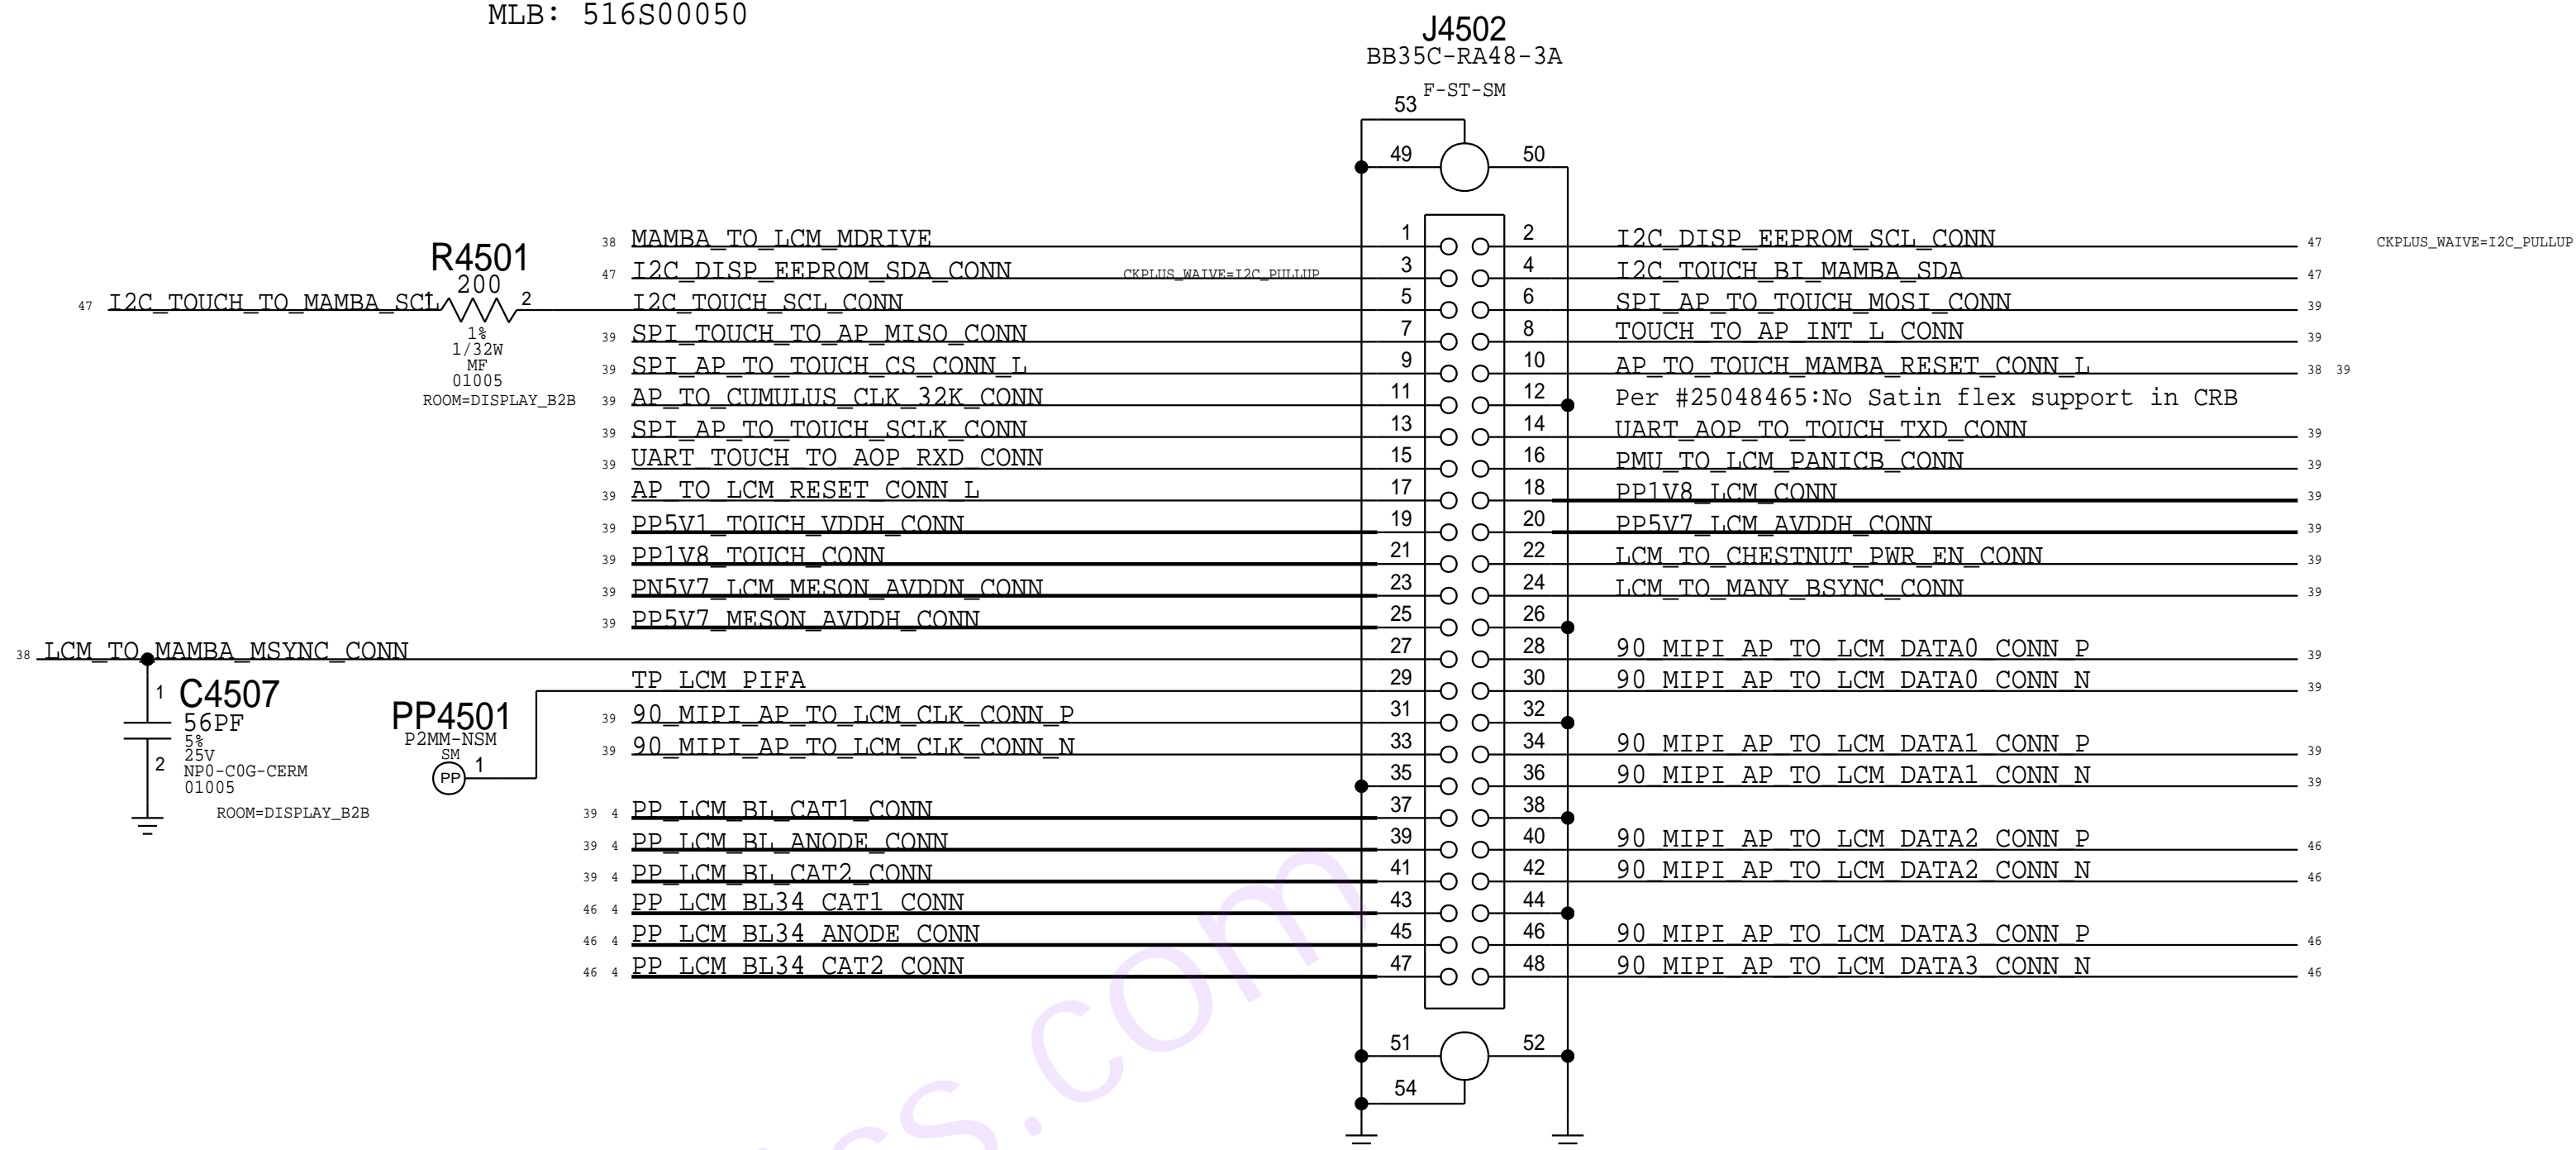 MLB: 516S00050
J4502
BB35C-RA48-3A
F-ST-SM
53
49 50
38 MAMBA_TO_LCM_MDRIVE 1 2 I2C_DISP_EEPROM_SCL_CONN 47 CKPLUS_WAIVE=I2C_PULLUP
R4501
200
47 I2C_DISP_EEPROM_SDA_CONN CKPLUS_WAIVE=I2C_PULLUP 3 4 I2C_TOUCH_BI_MAMBA_SDA 47
47 I2C_TOUCH_TO_MAMBA_SCL 1 2 I2C_TOUCH_SCL_CONN 5 6 SPI_AP_TO_TOUCH_MOSI_CONN 39
1%
1/32W
MF
01005
ROOM=DISPLAY_B2B
39 SPI_TOUCH_TO_AP_MISO_CONN 7 8 TOUCH_TO_AP_INT_L_CONN 39
39 SPI_AP_TO_TOUCH_CS_CONN_L 9 10 AP_TO_TOUCH_MAMBA_RESET_CONN_L 38 39
39 AP_TO_CUMULUS_CLK_32K_CONN 11 12 Per #25048465:No Satin flex support in CRB
39 SPI_AP_TO_TOUCH_SCLK_CONN 13 14 UART_AOP_TO_TOUCH_TXD_CONN 39
39 UART_TOUCH_TO_AOP_RXD_CONN 15 16 PMU_TO_LCM_PANICB_CONN 39
39 AP_TO_LCM_RESET_CONN_L 17 18 PP1V8_LCM_CONN 39
39 PP5V1_TOUCH_VDDH_CONN 19 20 PP5V7_LCM_AVDDH_CONN 39
39 PP1V8_TOUCH_CONN 21 22 LCM_TO_CHESTNUT_PWR_EN_CONN 39
39 PN5V7_LCM_MESON_AVDDN_CONN 23 24 LCM_TO_MANY_BSYNC_CONN 39
39 PP5V7_MESON_AVDDH_CONN 25 26
38 LCM_TO_MAMBA_MSYNC_CONN 27 28 90_MIPI_AP_TO_LCM_DATA0_CONN_P 39
TP_LCM_PIFA 29 30 90_MIPI_AP_TO_LCM_DATA0_CONN_N 39
1 C4507
56PF
5%
25V
2 NP0-C0G-CERM
01005
ROOM=DISPLAY_B2B
PP4501
P2MM-NSM
SM
PP 1
39 90_MIPI_AP_TO_LCM_CLK_CONN_P 31 32
39 90_MIPI_AP_TO_LCM_CLK_CONN_N 33 34 90_MIPI_AP_TO_LCM_DATA1_CONN_P 39
35 36 90_MIPI_AP_TO_LCM_DATA1_CONN_N 39
39 4 PP_LCM_BL_CAT1_CONN 37 38
39 4 PP_LCM_BL_ANODE_CONN 39 40 90_MIPI_AP_TO_LCM_DATA2_CONN_P 46
39 4 PP_LCM_BL_CAT2_CONN 41 42 90_MIPI_AP_TO_LCM_DATA2_CONN_N 46
46 4 PP_LCM_BL34_CAT1_CONN 43 44
46 4 PP_LCM_BL34_ANODE_CONN 45 46 90_MIPI_AP_TO_LCM_DATA3_CONN_P 46
46 4 PP_LCM_BL34_CAT2_CONN 47 48 90_MIPI_AP_TO_LCM_DATA3_CONN_N 46
51 52
54
cs.com